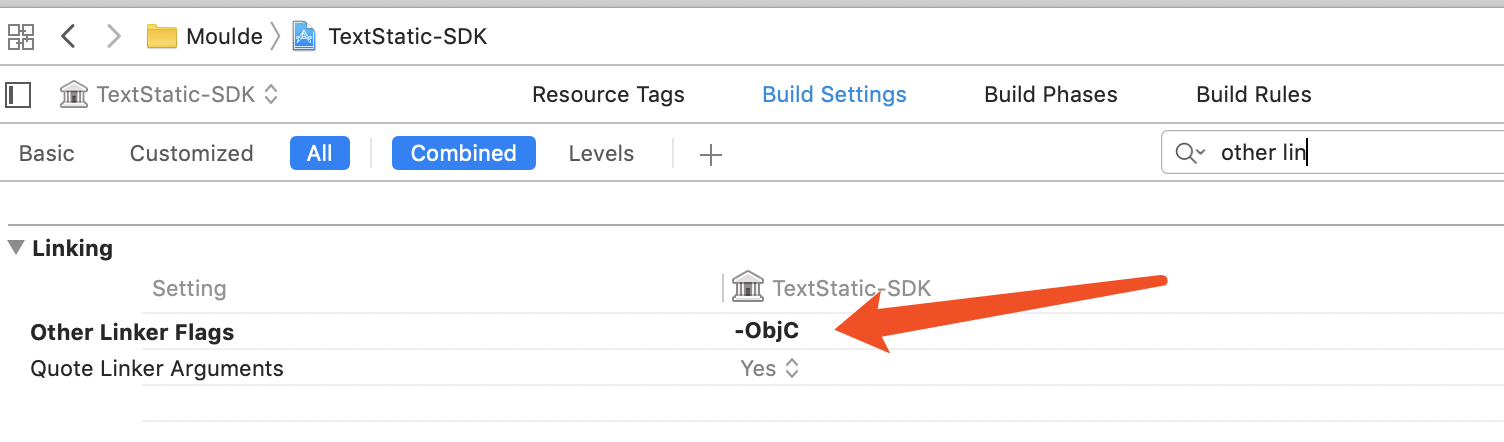 Moulde TextStatic-SDK
TextStatic-SDK Resource Tags Build Settings Build Phases Build Rules
Basic Customized All Combined Levels other lin
Linking
Setting TextStatic-SDK
Other Linker Flags -ObjC
Quote Linker Arguments Yes